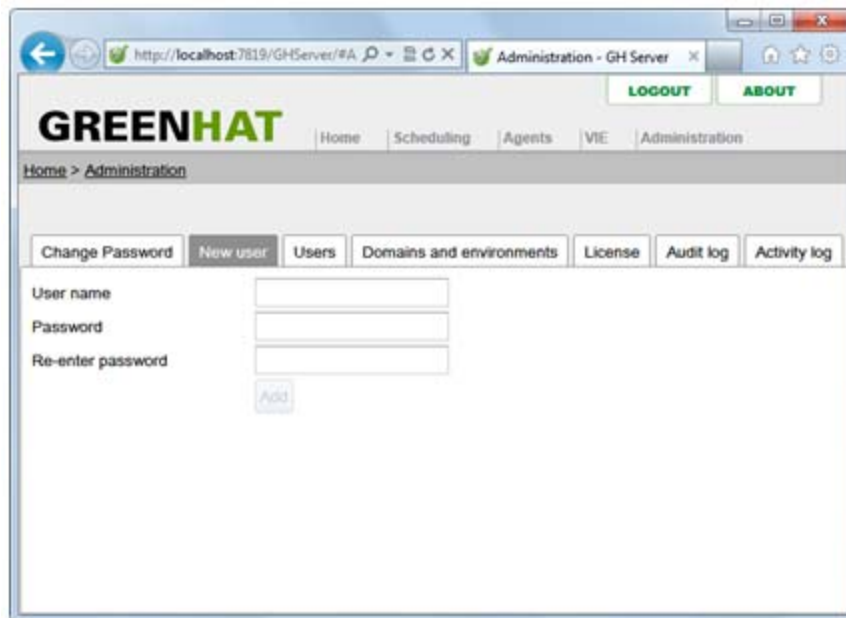 http://localhost:7819/GHServer/#A
Administration - GH Server
LOGOUT ABOUT
GREENHAT
Home Scheduling Agents VIE Administration
Home > Administration
Change Password New user Users Domains and environments License Audit log Activity log
User name
Password
Re-enter password
Add